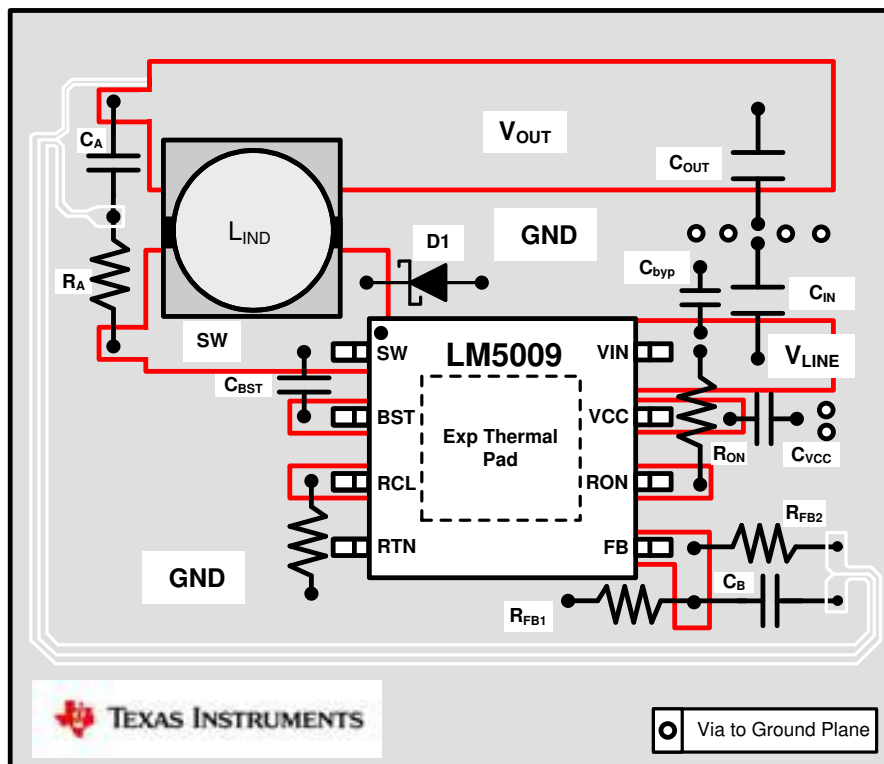 CA
VOUT
COUT
LIND
D1
GND
Cbyp
RA
CIN
SW
SW
LM5009
VIN
VLINE
CBST
BST
Exp Thermal
Pad
VCC
RON
CVCC
RCL
RON
RFB2
GND
RTN
FB
CB
RFB1
TEXAS INSTRUMENTS
Via to Ground Plane